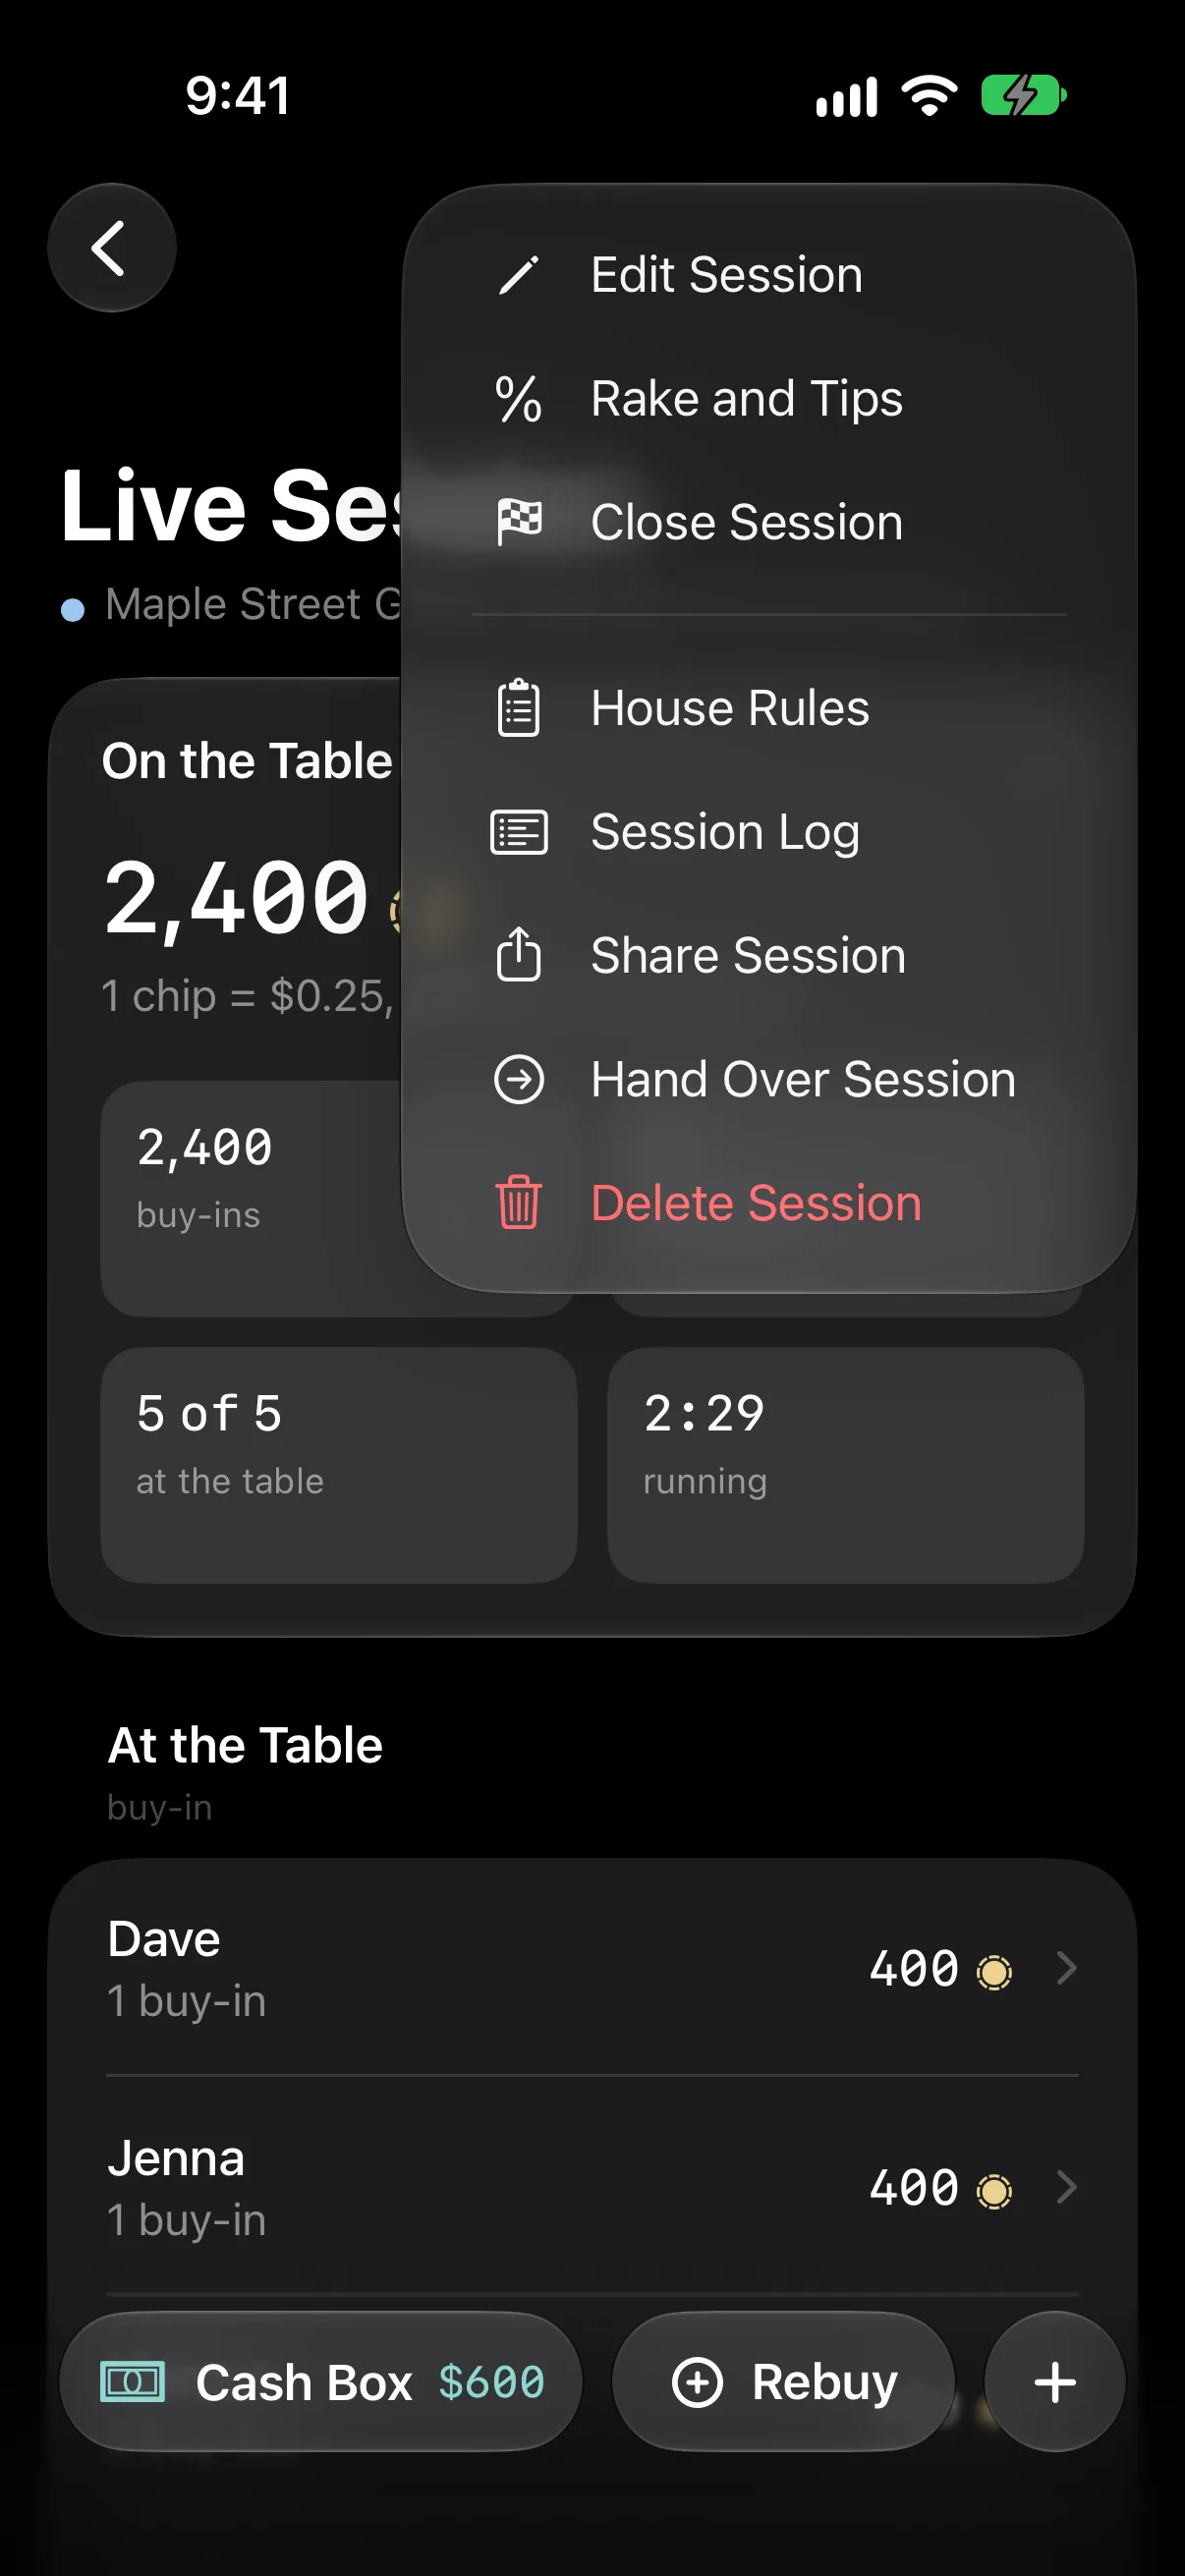 9:41
Edit Session
Rake and Tips
Close Session
House Rules
Session Log
Share Session
Hand Over Session
Delete Session
Live
Maple Street
On the Table
2,400
1 chip = $0.25,
2,400
buy-ins
5 of 5
at the table
2:29
running
At the Table
buy-in
Dave
1 buy-in
400
Jenna
1 buy-in
400
Cash Box $600
Rebuy